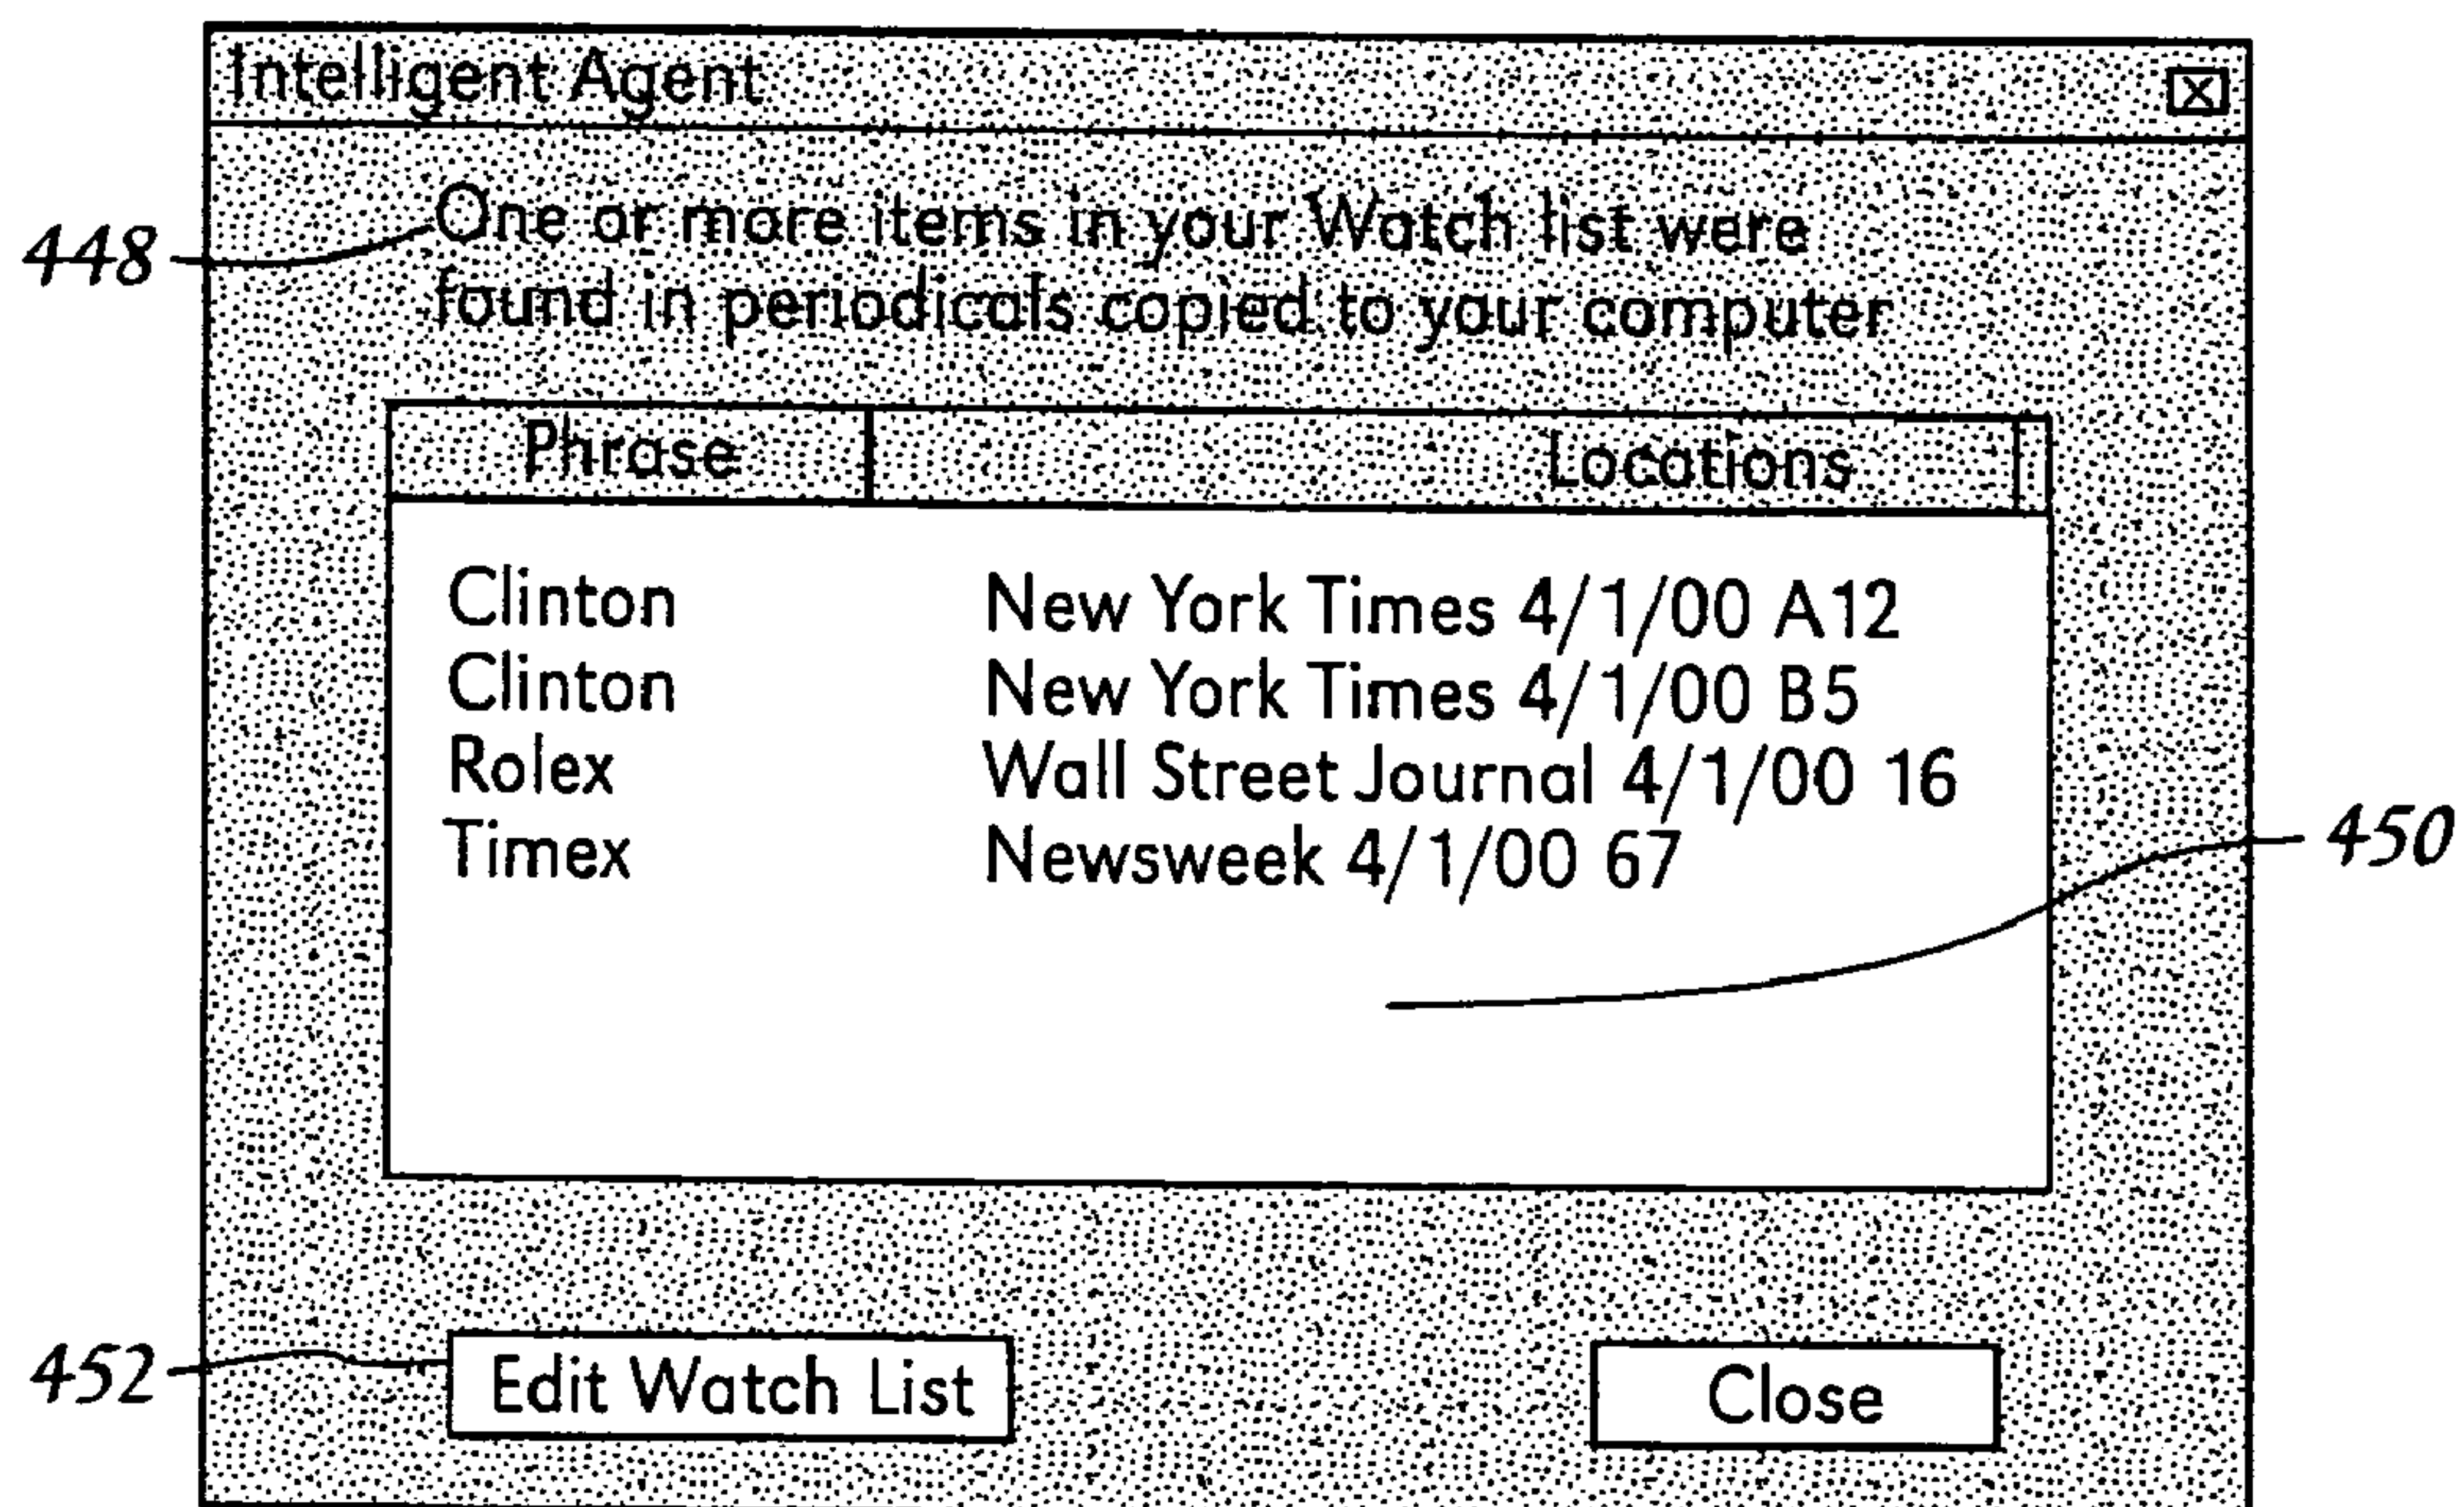 Intelligent Agent
448
One or more items in your Watch list were
found in periodicals copied to your computer
Phrase Locations
Clinton New York Times 4/1/00 A12
Clinton New York Times 4/1/00 B5
Rolex Wall Street Journal 4/1/00 16
Timex Newsweek 4/1/00 67
450
452
Edit Watch List Close